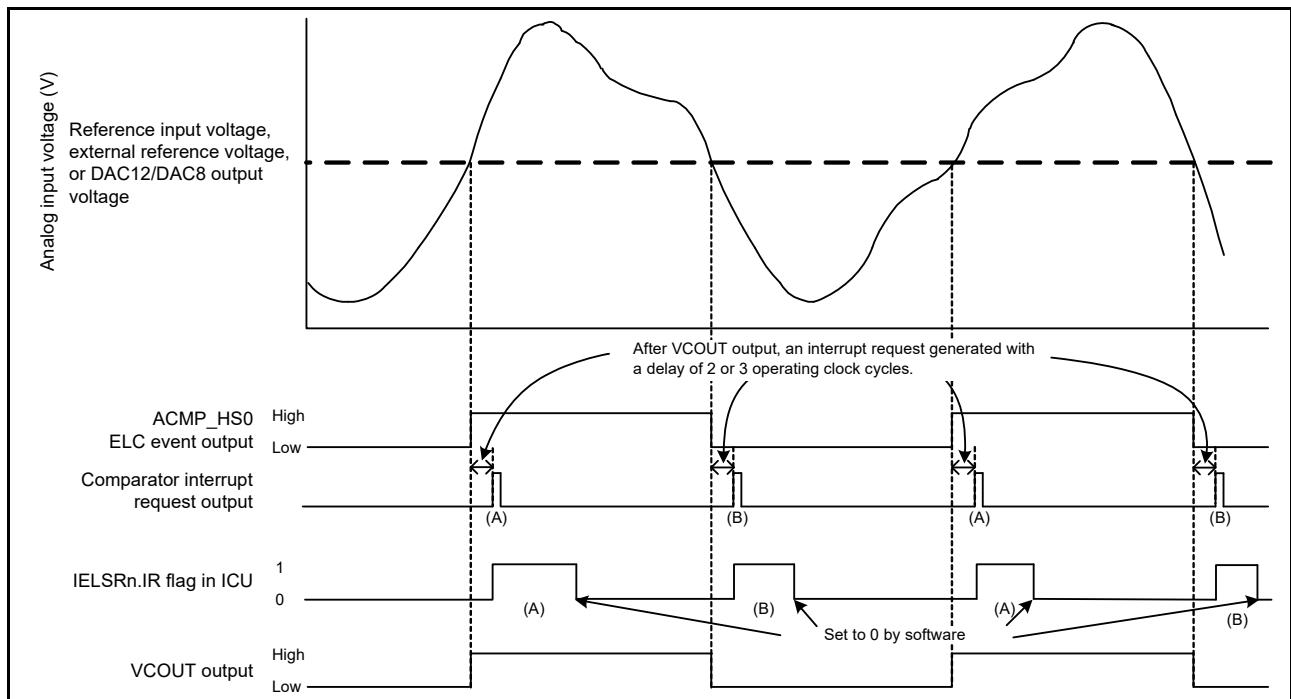 Analog input voltage (V)
Reference input voltage,
external reference voltage,
or DAC12/DAC8 output
voltage
After VCOUT output, an interrupt request generated with
a delay of 2 or 3 operating clock cycles.
ACMP_HS0
ELC event output
High
Low
Comparator interrupt
request output
(A)
(B)
(A)
(B)
IELSRn.IR flag in ICU
1
0
(A)
(B)
(A)
(B)
Set to 0 by software
VCOUT output
High
Low